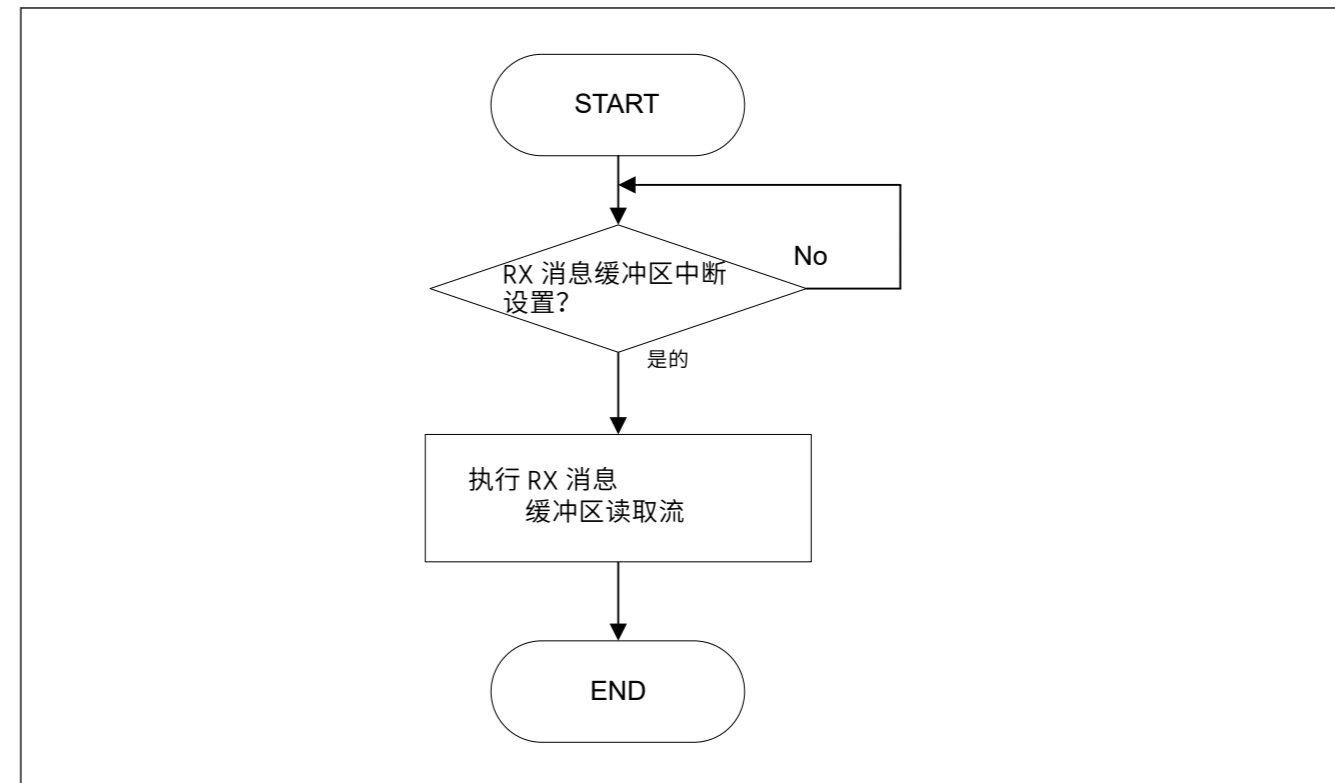 START
No
RX 消息缓冲区中断
设置？
是的
执行 RX 消息
缓冲区读取流
END